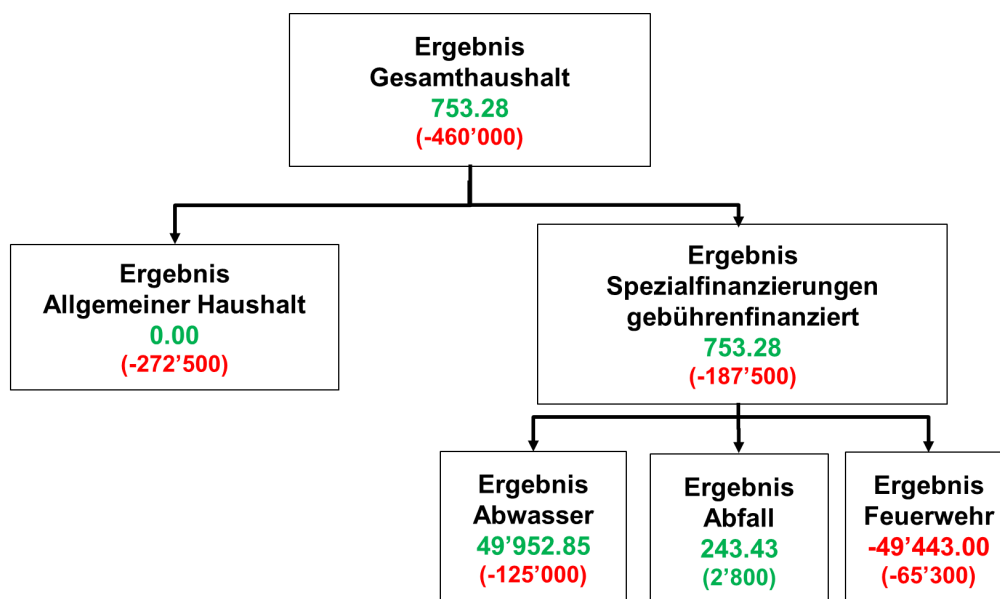 Ergebnis
Gesamthaushalt
753.28
(-460’000)
Ergebnis
Allgemeiner Haushalt
0.00
(-272’500)
Ergebnis
Spezialfinanzierungen
gebührenfinanziert
753.28
(-187’500)
Ergebnis
Abwasser
49’952.85
(-125’000)
Ergebnis
Abfall
243.43
(2’800)
Ergebnis
Feuerwehr
-49’443.00
(-65’300)